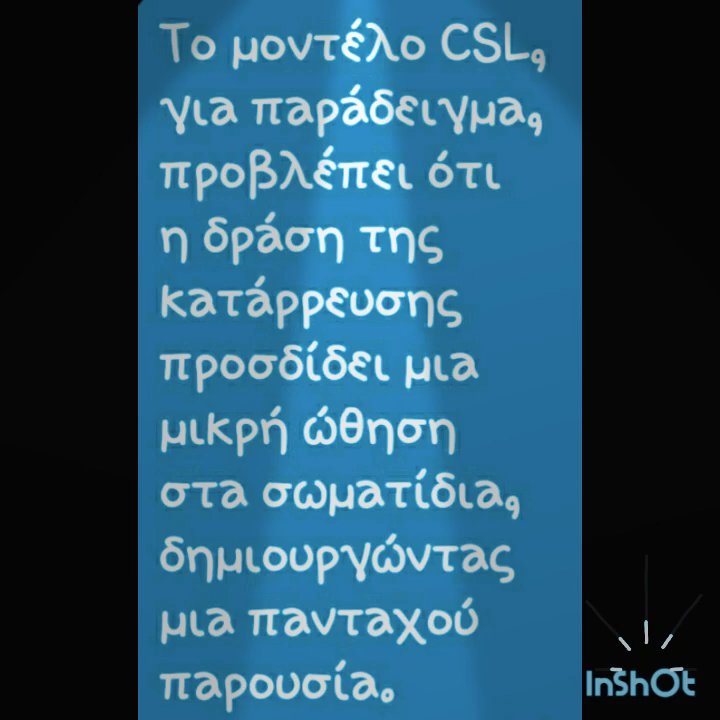 Το μοντέλο CSL,
για παράδειγμα,
προβλέπει ότι
η δράση της
κατάρρευσης
προσδίδει μια
μικρή ώθηση
στα σωματίδια,
δημιουργώντας
μια πανταχού
παρουσία.
InShOt